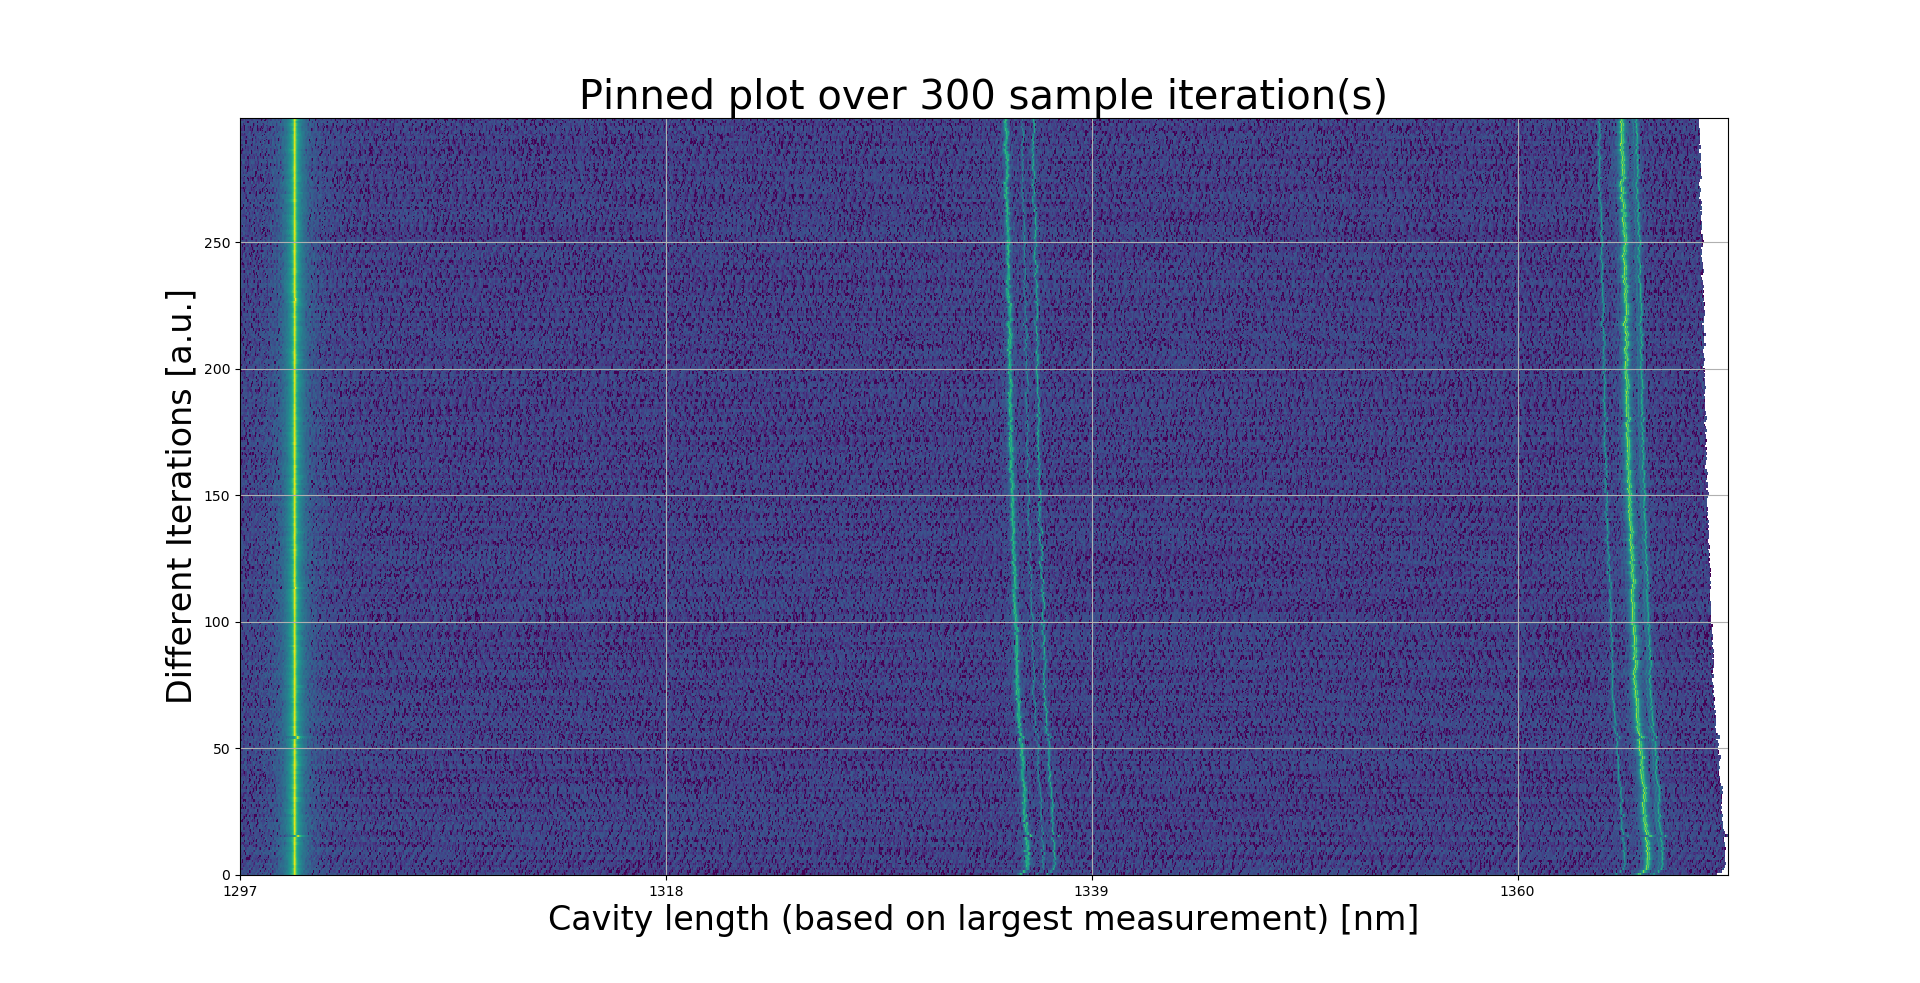 Pinned plot over 300 sample iteration(s)
Different Iterations [a.u.]
250
200
150
100
50
0
1297 1318 1339 1360
Cavity length (based on largest measurement) [nm]